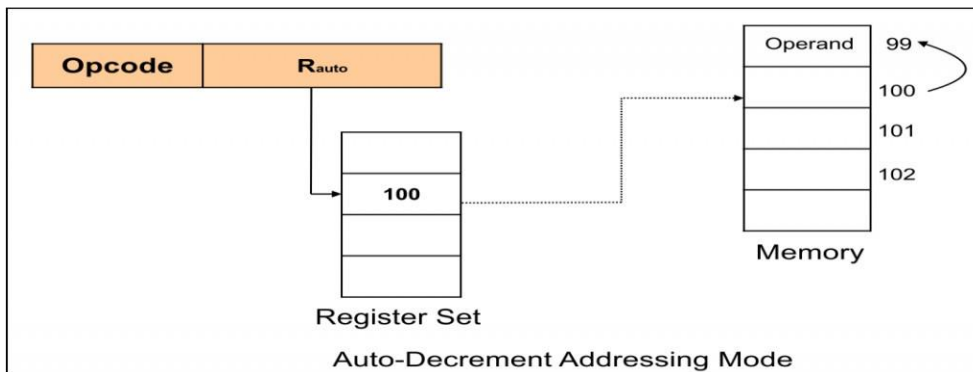 Opcode
Rauto
100
Register Set
Operand
99
100
101
102
Memory
Auto-Decrement Addressing Mode